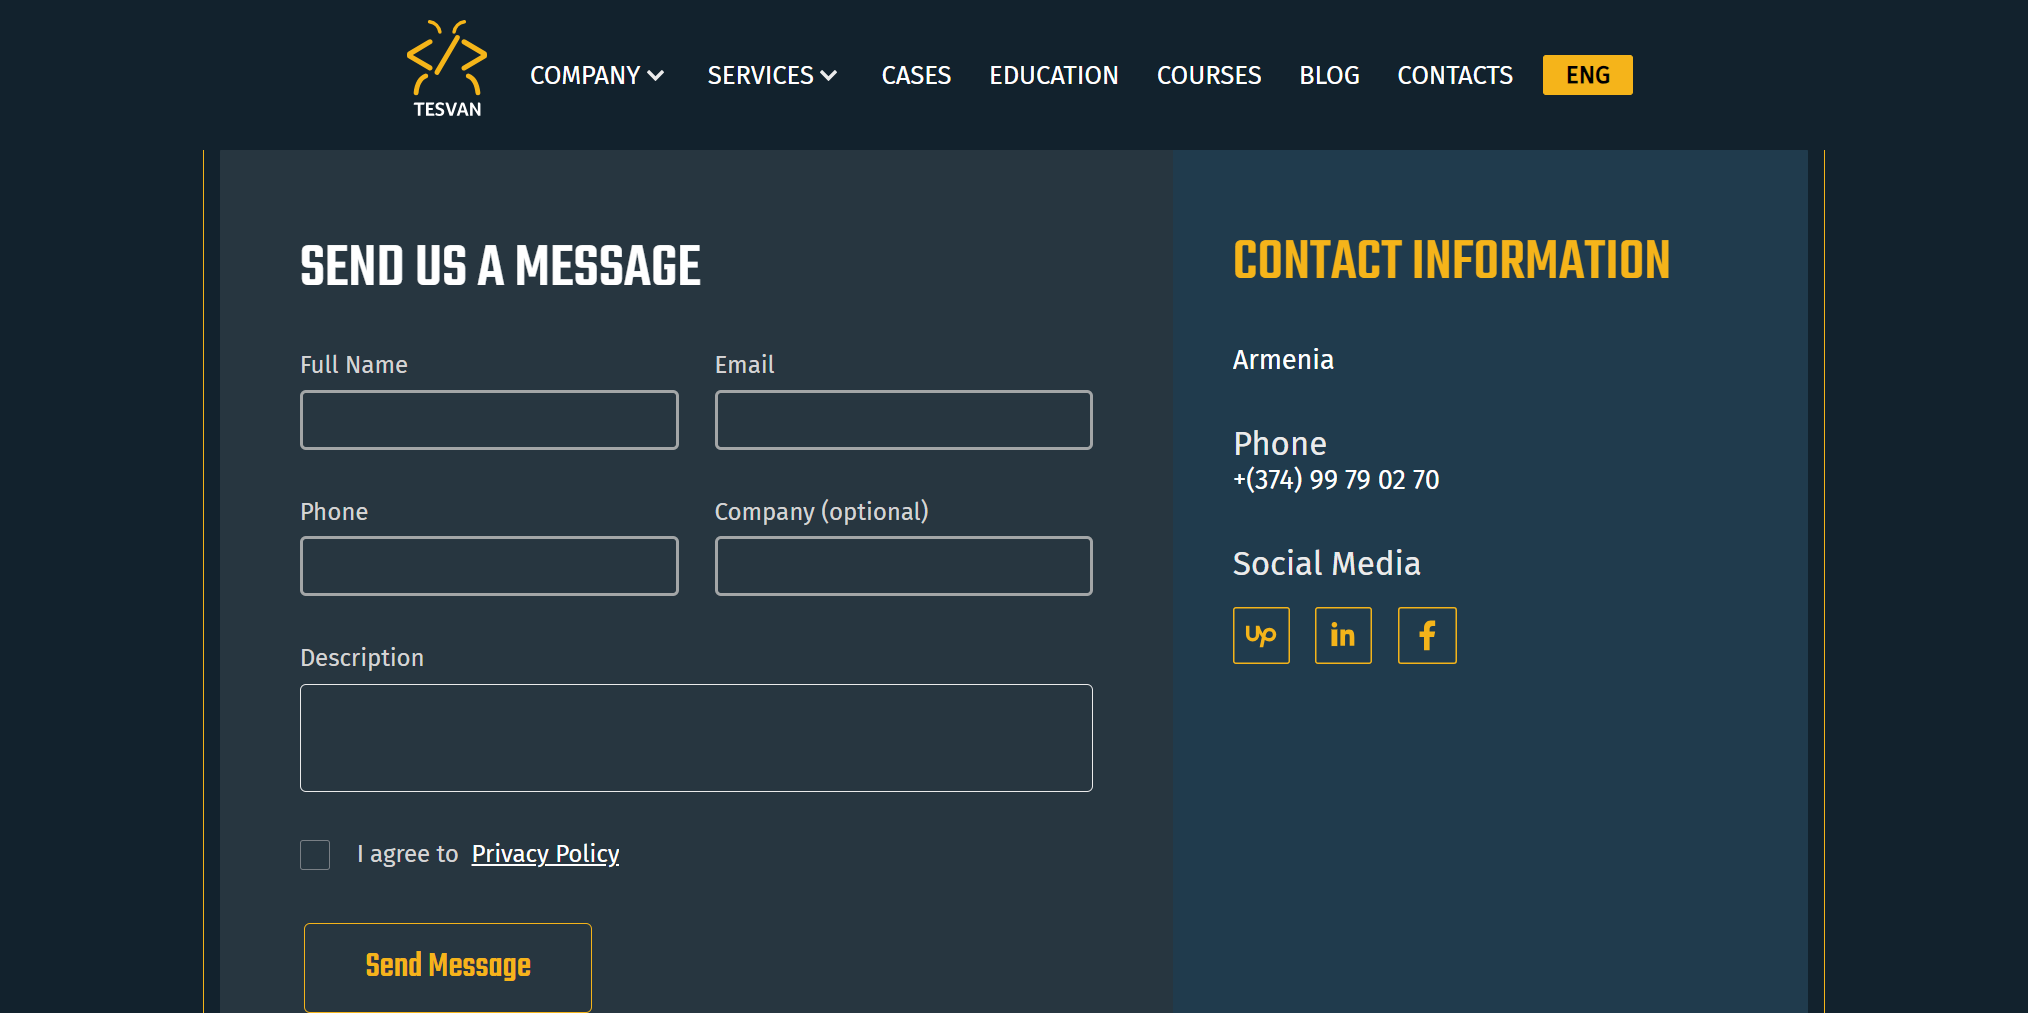 TESVAN
COMPANY
SERVICES
CASES
EDUCATION
COURSES
BLOG
CONTACTS
ENG
SEND US A MESSAGE
Full Name
Email
Phone
Company (optional)
Description
I agree to Privacy Policy
Send Message
CONTACT INFORMATION
Armenia
Phone
+(374) 99 79 02 70
Social Media
up
in
f